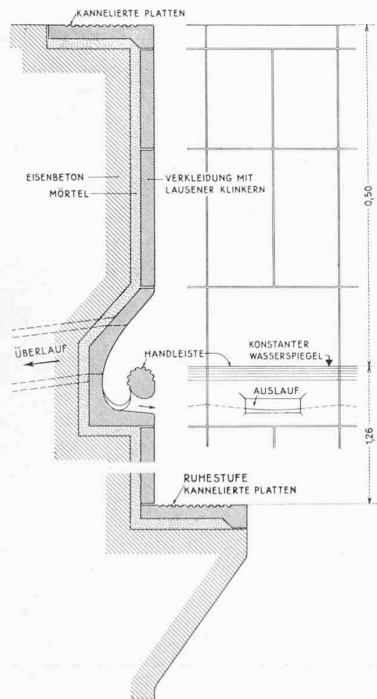 KANNELIERTE PLATTEN
EISENBETON
MÖRTEL
VERKLEIDUNG MIT
LAUSENER KLINKERN
0,50
ÜBERLAUF
HANDLEISTE
KONSTANTER
WASSERSPIEGEL
AUSLAUF
1,26
RUHESTUFE
KANNELIERTE PLATTEN